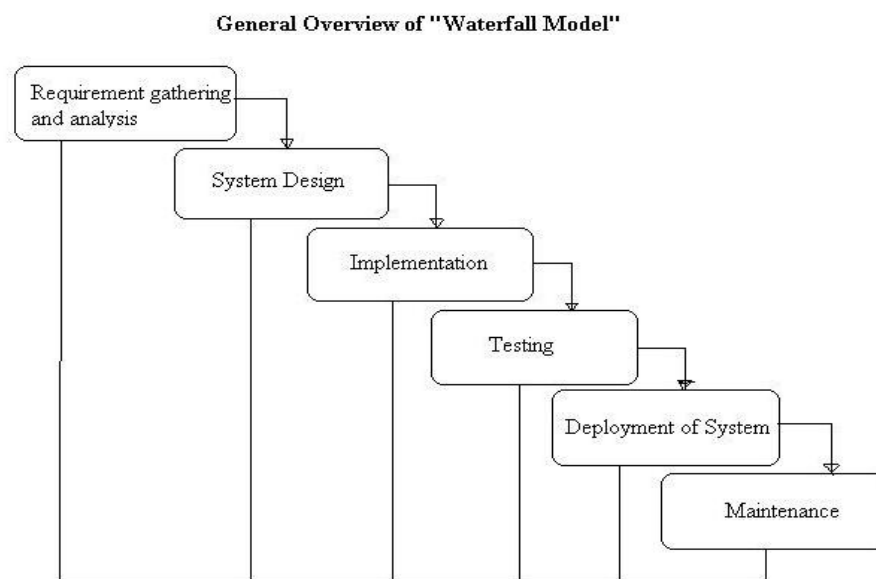 General Overview of "Waterfall Model"
Requirement gathering
and analysis
System Design
Implementation
Testing
Deployment of System
Maintenance